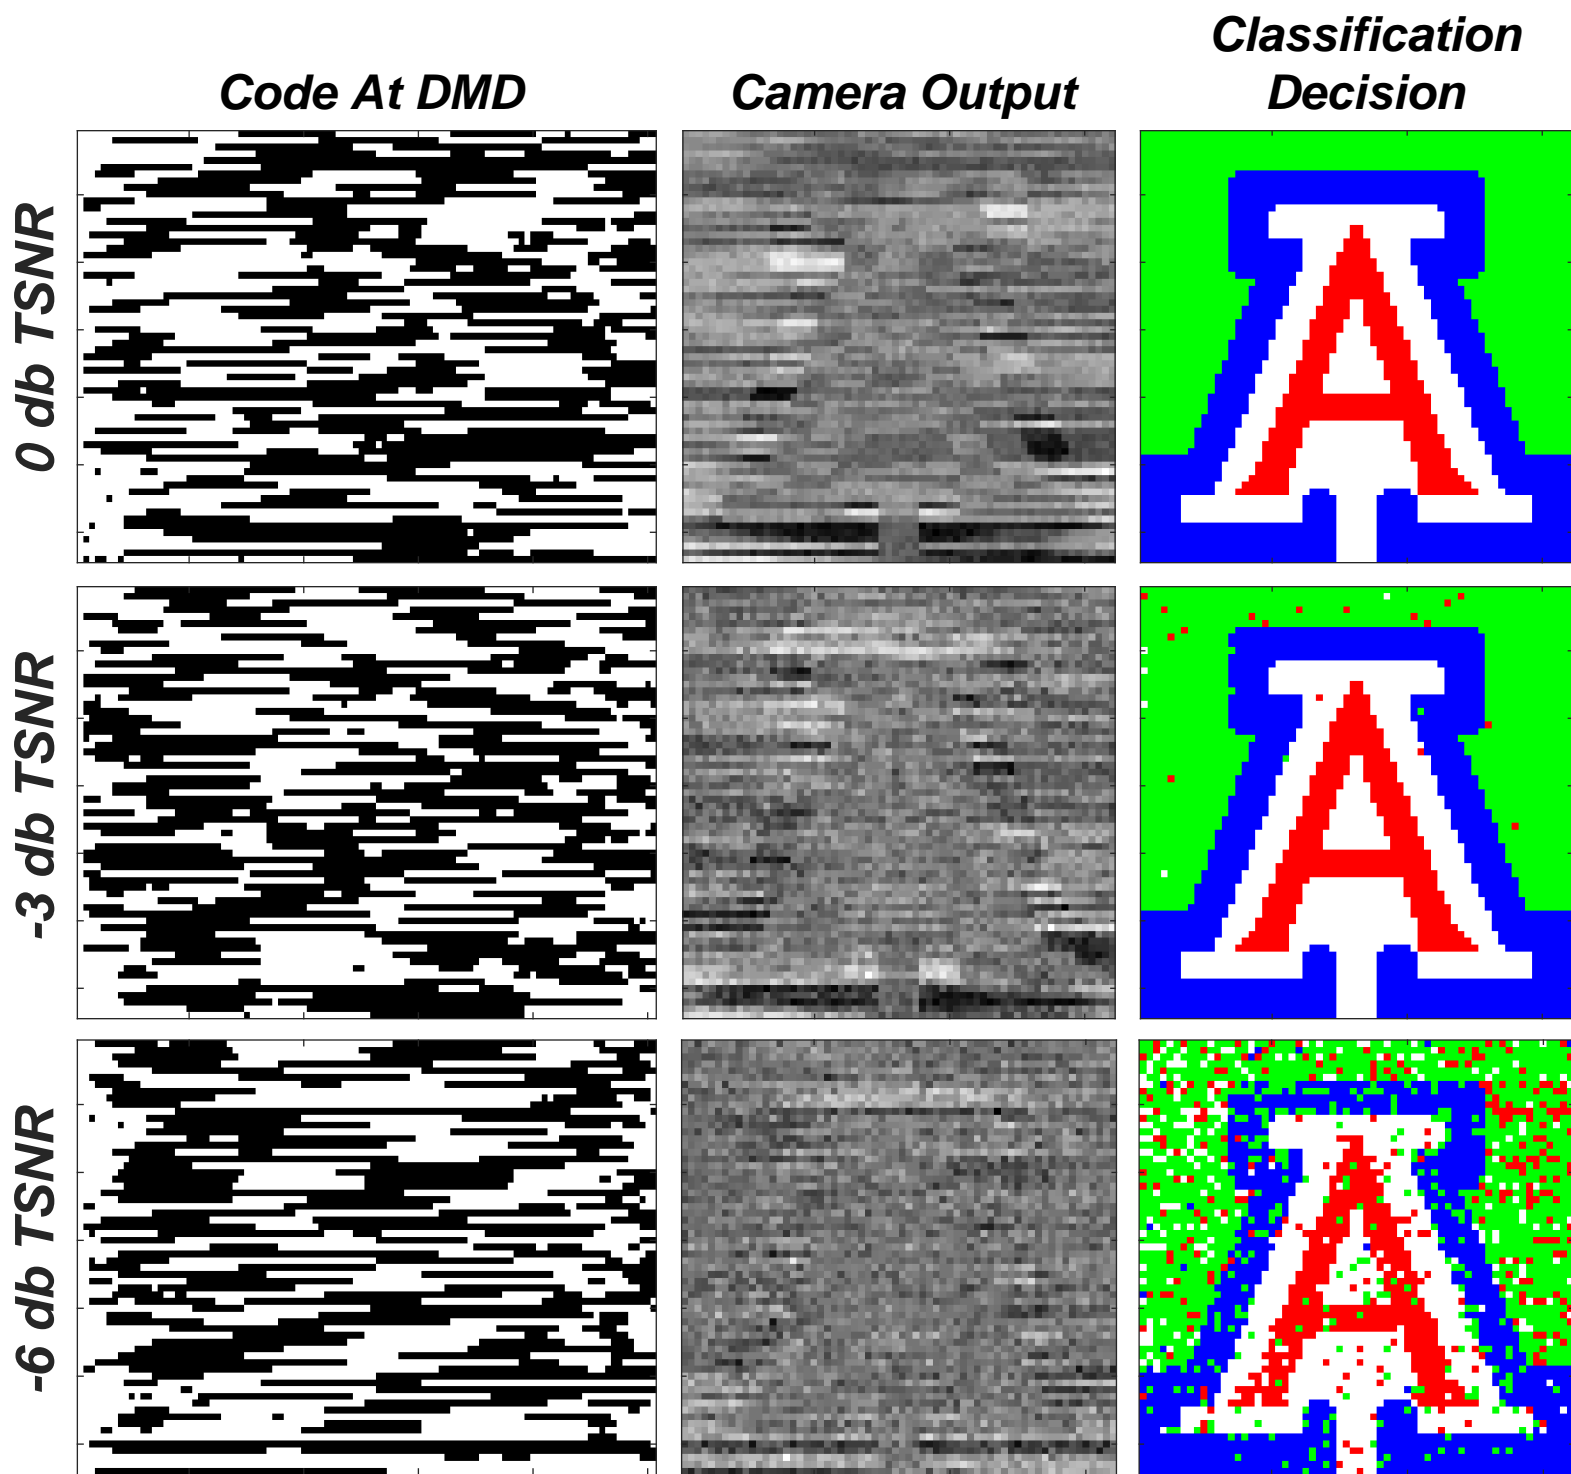 Classification
Code At DMD Camera Output Decision
0 db TSNR
-3 db TSNR
-6 db TSNR
A
A
A